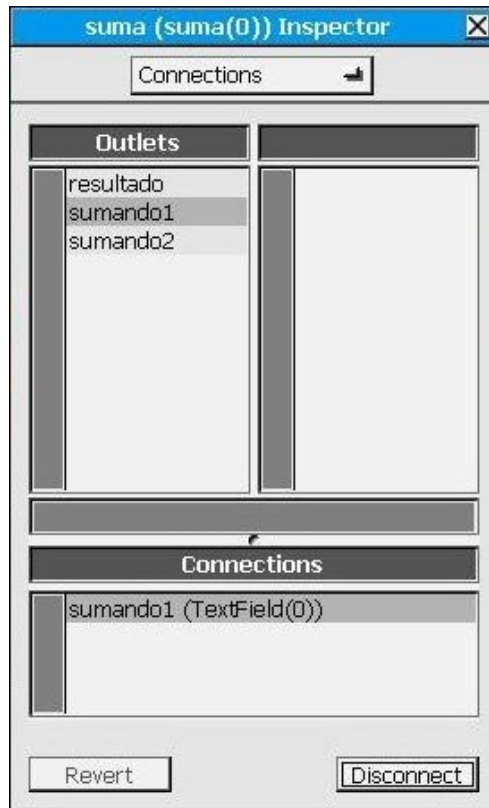 suma (suma(0)) Inspector
Connections
Outlets
resultado
sumando1
sumando2
Connections
sumando1 (TextField(0))
Revert
Disconnect